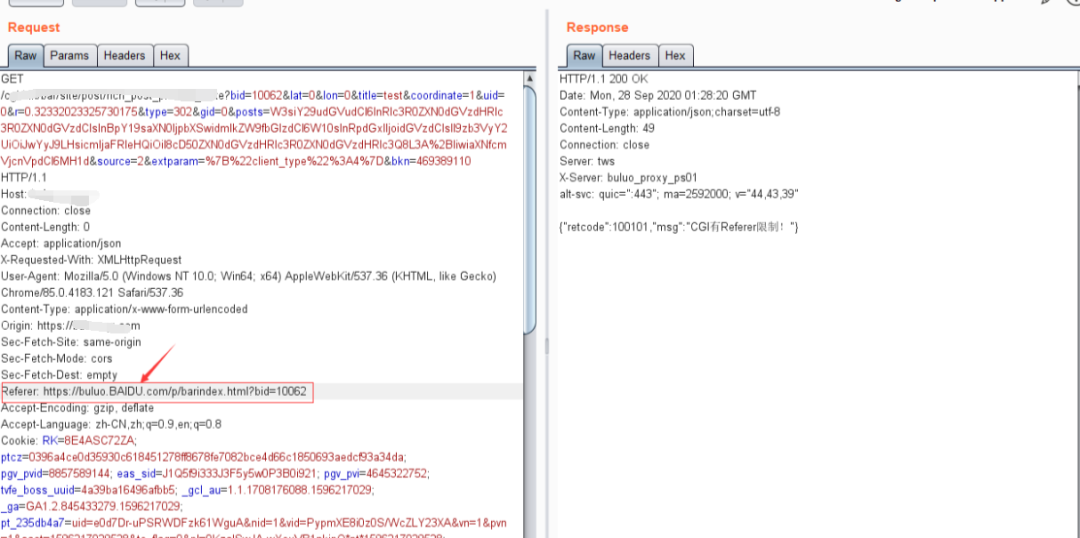 Request
Raw Params Headers Hex
GET
bid=10062&lat=0&lon=0&title=test&coordinate=1&uid=
0&r=0.32332023325730175&type=302&gid=0&posts=
&source=2&extparam=%7B%22client_type%22%3A4%7D&bkn=469389110
HTTP/1.1
Host:
Connection: close
Content-Length: 0
Accept: application/json
X-Requested-With: XMLHttpRequest
User-Agent: Mozilla/5.0 (Windows NT 10.0; Win64; x64) AppleWebKit/537.36 (KHTML, like Gecko)
Chrome/85.0.4183.121 Safari/537.36
Content-Type: application/x-www-form-urlencoded
Origin: https://
Sec-Fetch-Site: same-origin
Sec-Fetch-Mode: cors
Sec-Fetch-Dest: empty
Referer: https://buluo.BAIDU.com/p/barindex.html?bid=10062
Accept-Encoding: gzip, deflate
Accept-Language: zh-CN,zh;q=0.9,en;q=0.8
Cookie: RK=8E4ASC72ZA;
ptcz=0396a4ce0d35930c618451278ff8678fe7082bce4d66c1850693aedcf93a34da;
pgv_pvid=8857589144; eas_sid=J1Q5f9i333J3F5y5w0P3B0i921; pgv_pvi=4645322752;
tvfe_boss_uuid=4a39ba16496afbb5; _gcl_au=1.1.1708176088.1596217029;
_ga=GA1.2.845433279.1596217029;
pt_235db4a7=uid=e0d7Dr-uPSRWDFzk61WguA&nid=1&vid=PypmXE8i0z0S/WcZLY23XA&vn=1&pvn
Response
Raw Headers Hex
HTTP/1.1 200 OK
Date: Mon, 28 Sep 2020 01:28:20 GMT
Content-Type: application/json;charset=utf-8
Content-Length: 49
Connection: close
Server: tws
X-Server: buluo_proxy_ps01
alt-svc: quic=":443"; ma=2592000; v="44,43,39"
{"retcode":100101,"msg":"CGI有Referer限制！"}